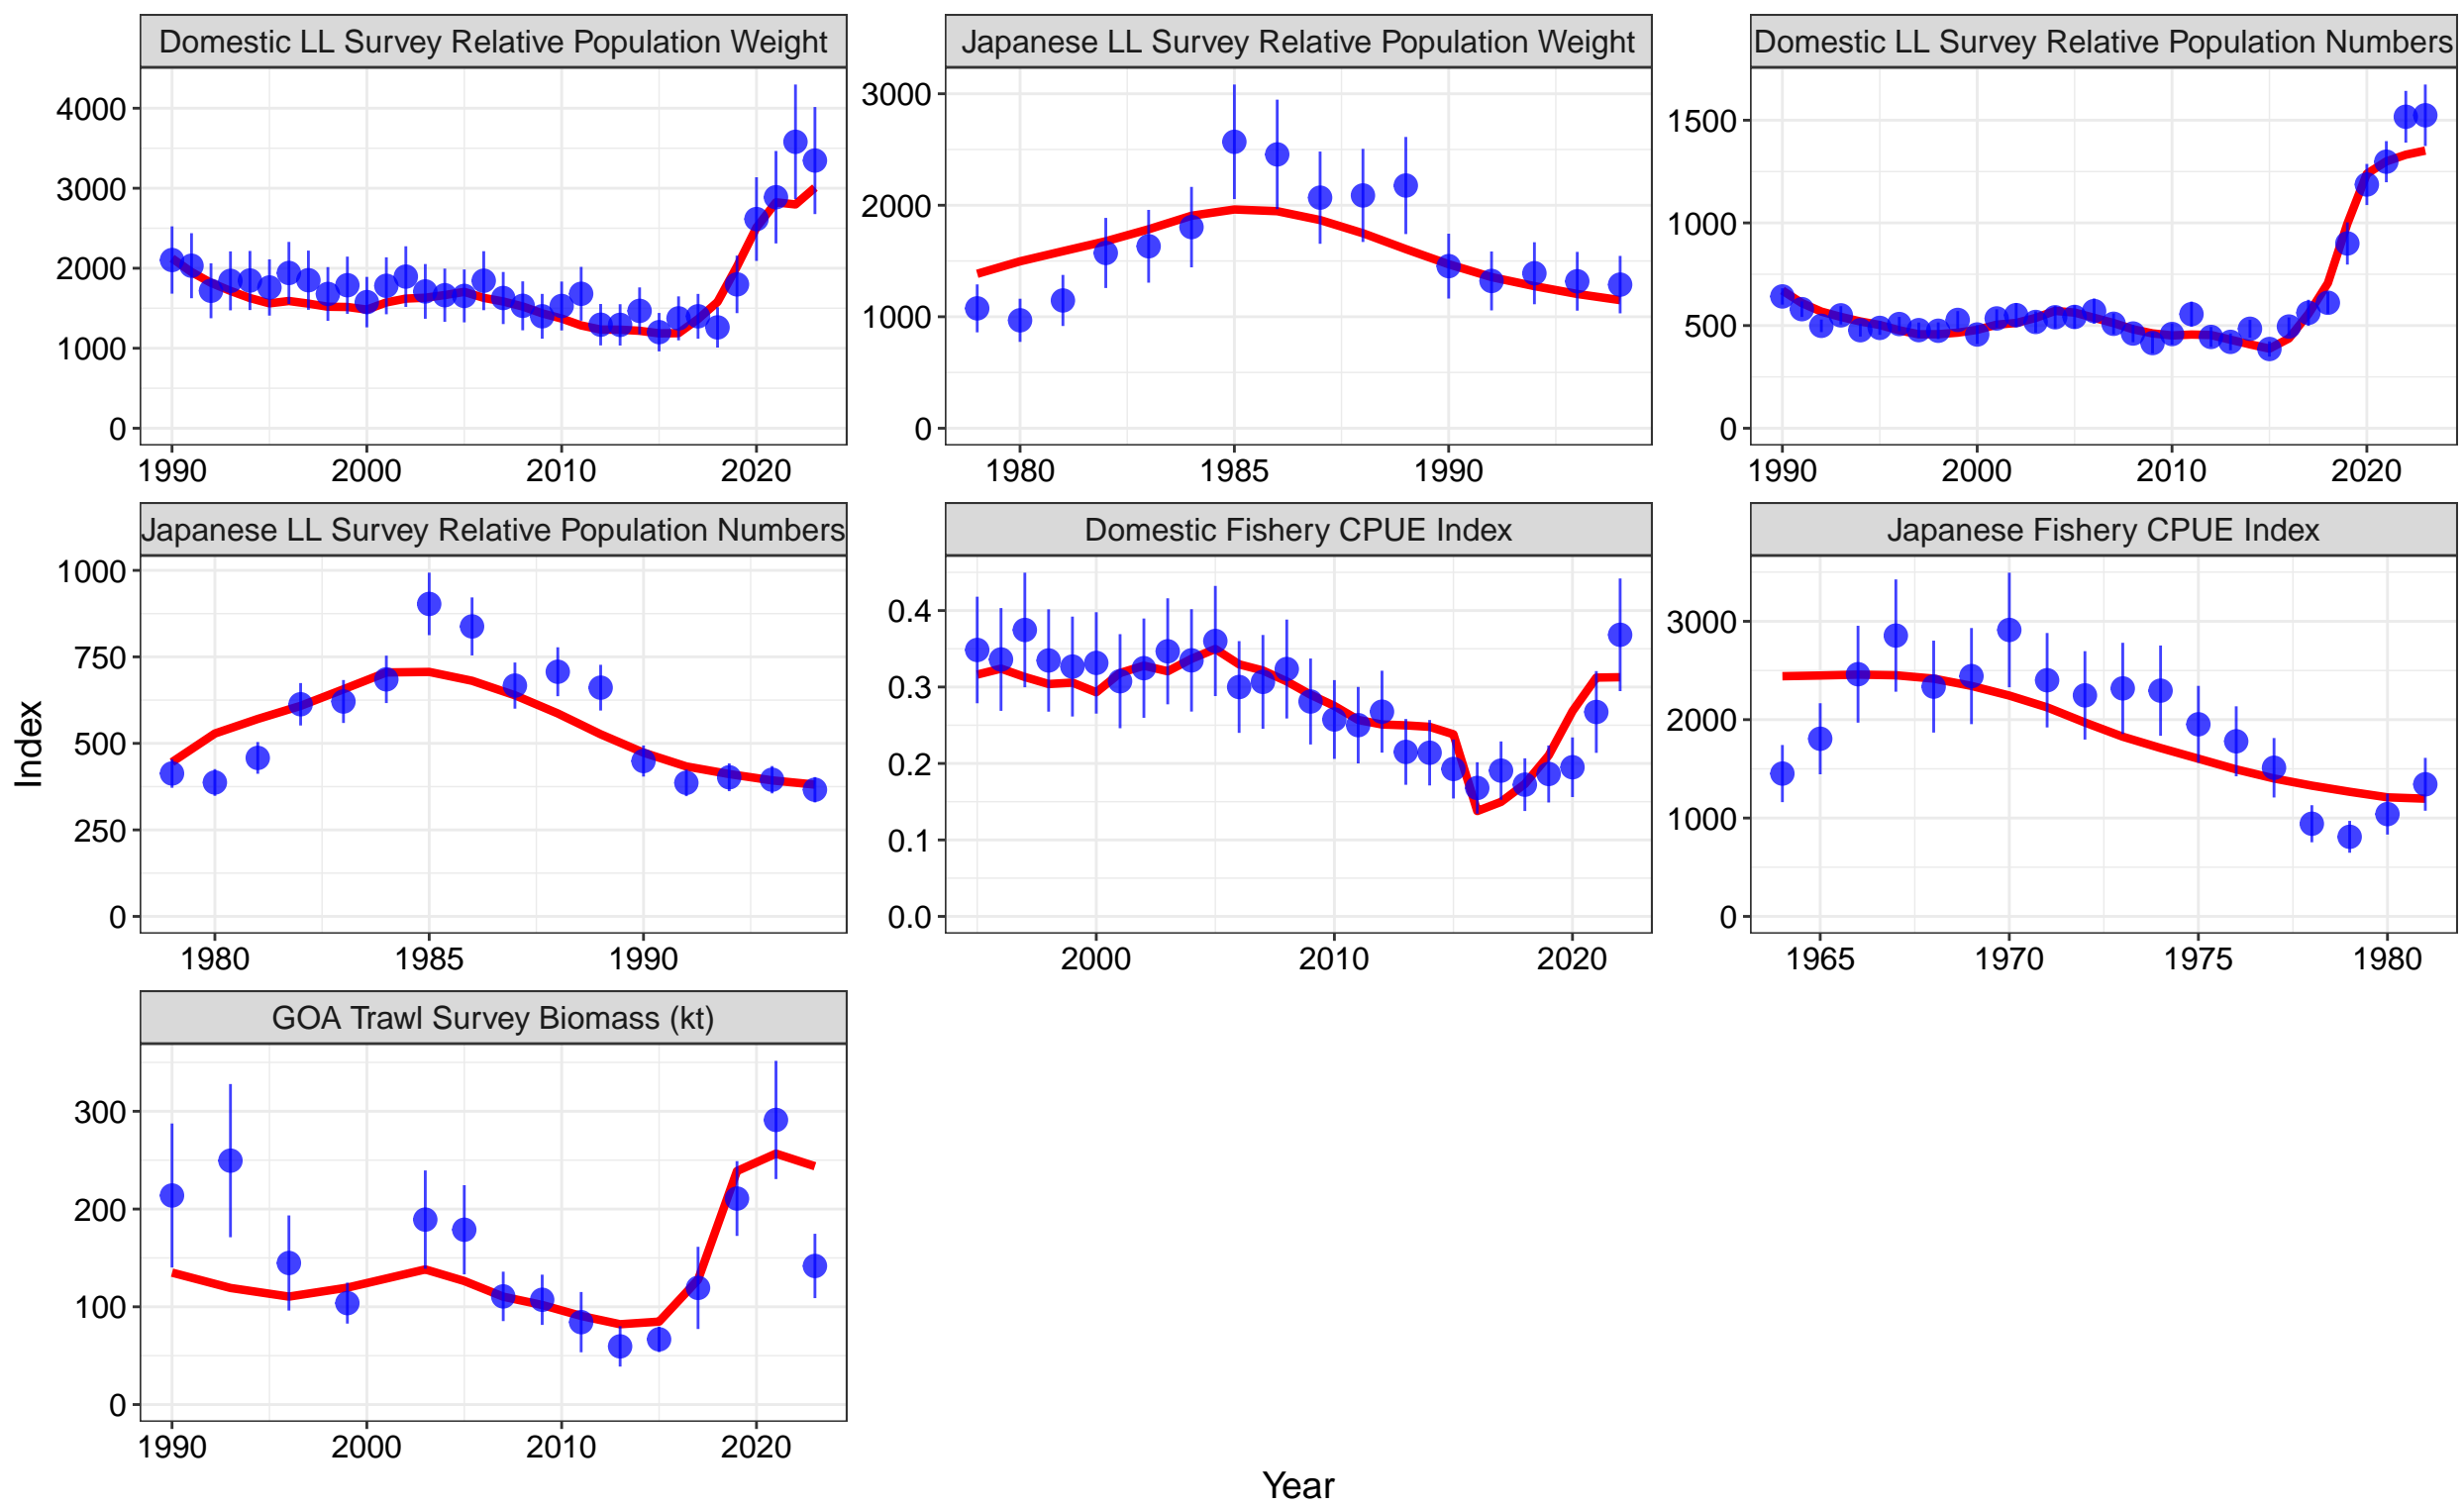 Domestic LL Survey Relative Population Weight
Japanese LL Survey Relative Population Weight
Domestic LL Survey Relative Population Numbers
4000
3000
2000
1000
0
1990 2000 2010 2020
3000
2000
1000
0
1980 1985 1990
1500
1000
500
0
1990 2000 2010 2020
Japanese LL Survey Relative Population Numbers
Domestic Fishery CPUE Index
Japanese Fishery CPUE Index
1000
750
500
250
0
1980 1985 1990
0.4
0.3
0.2
0.1
0.0
2000 2010 2020
3000
2000
1000
0
1965 1970 1975 1980
GOA Trawl Survey Biomass (kt)
300
200
100
0
1990 2000 2010 2020
Index
Year